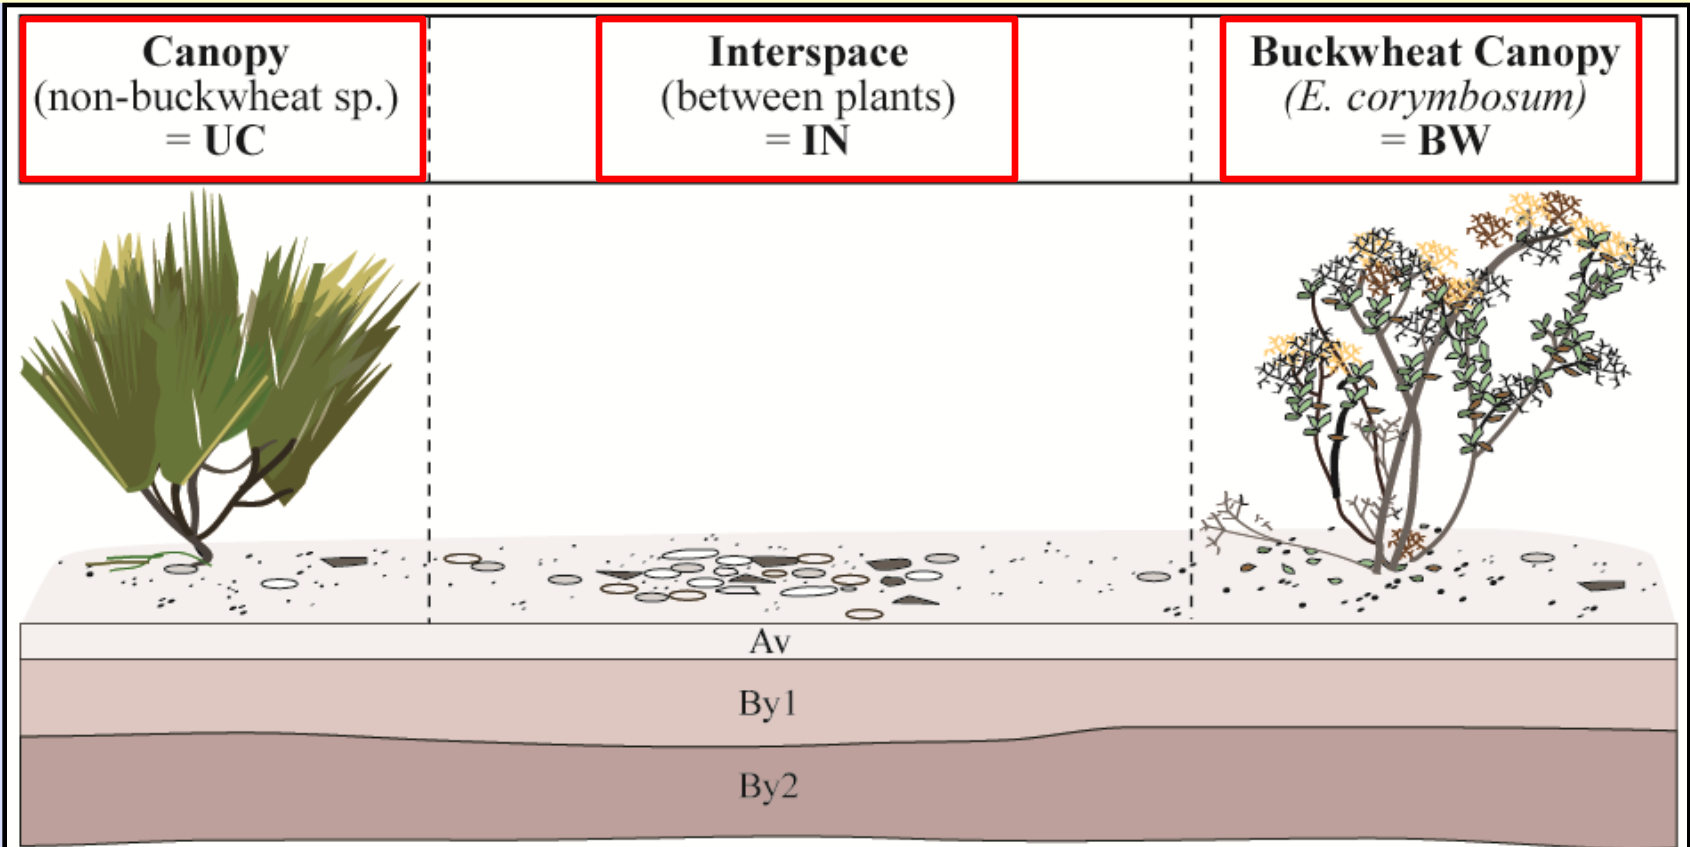 Canopy
(non-buckwheat sp.)
= UC
Interspace
(between plants)
= IN
Buckwheat Canopy
(E. corymbosum)
= BW
Av
By1
By2